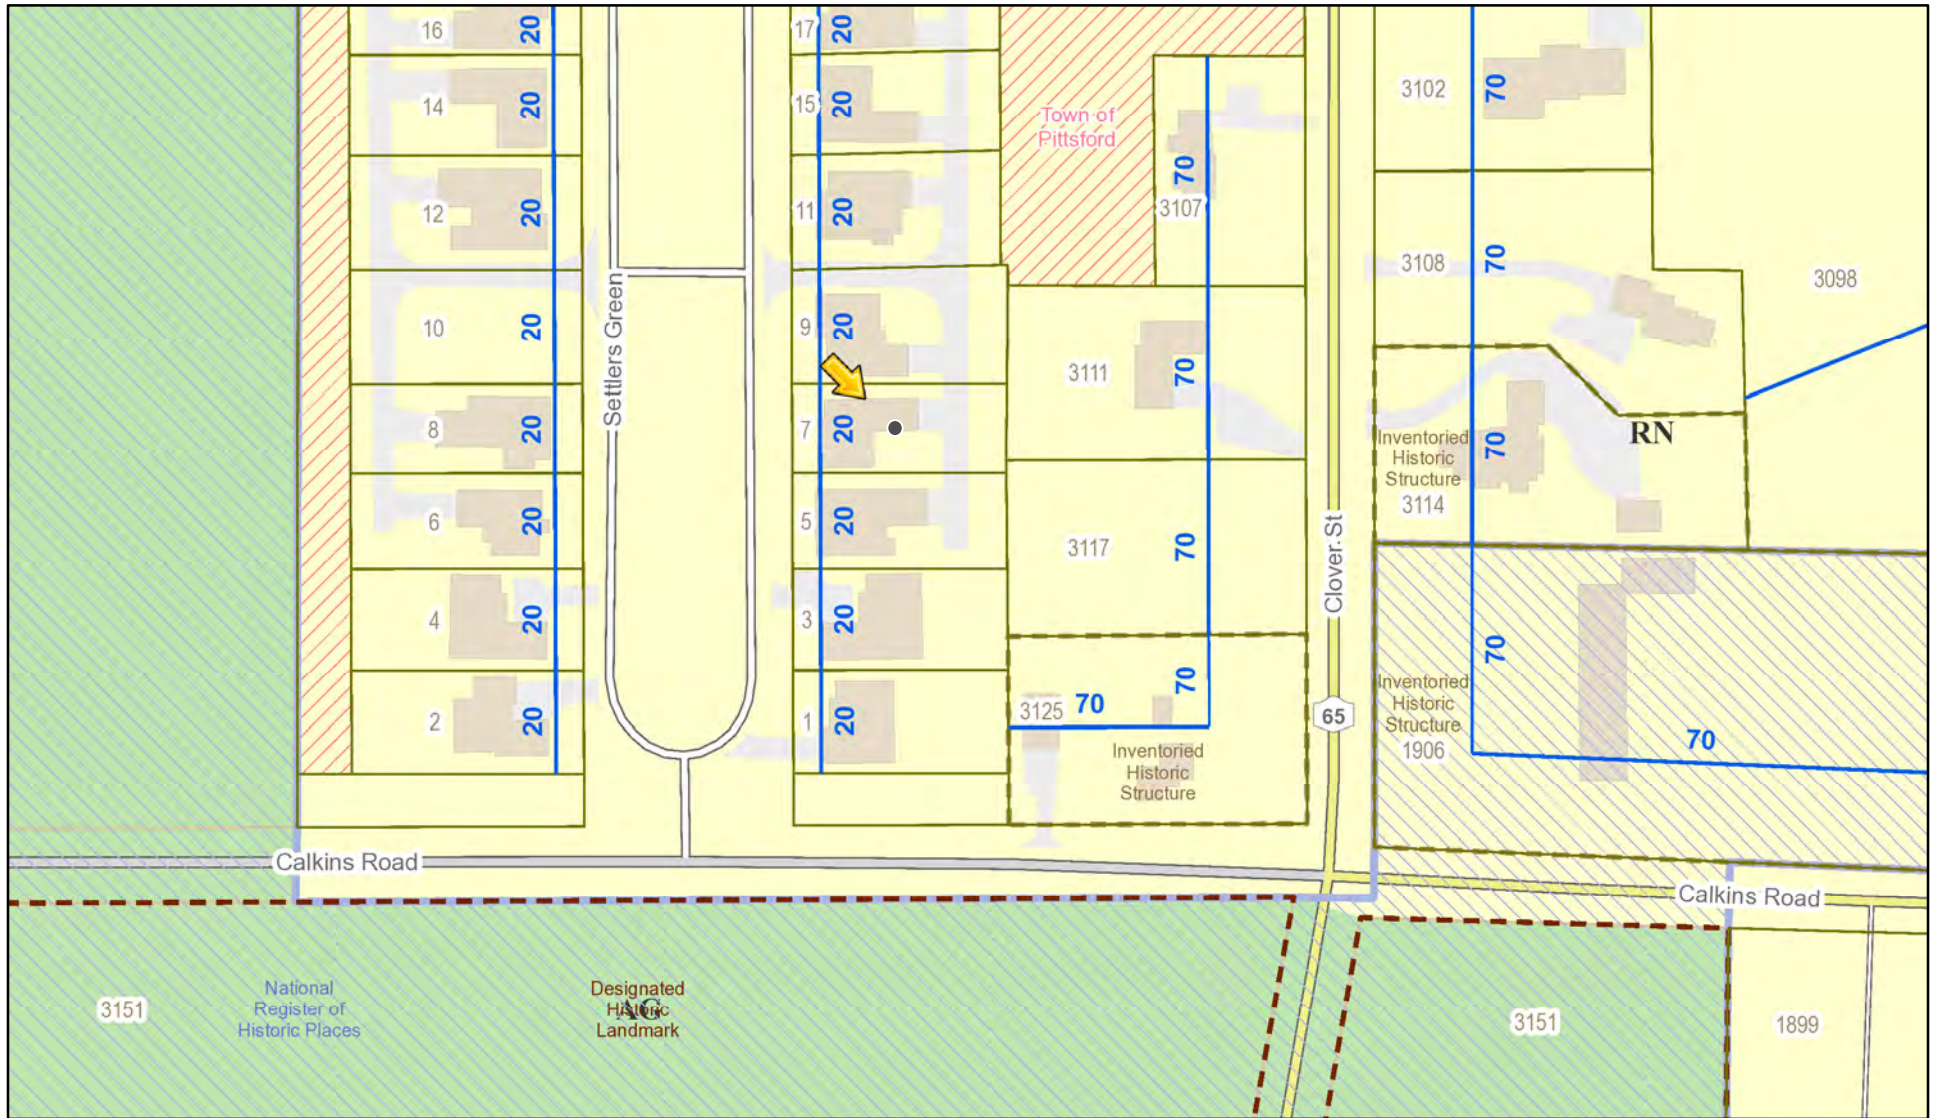 16
20
17
20
14
20
15
20
Town of
Pittsford
3102
70
12
20
11
20
70
3107
3108
70
3098
Settlers Green
10
20
9
20
3111
70
8
20
7
20
Inventoried
Historic
Structure
70
3114
RN
6
20
5
20
3117
70
Clover St
4
20
3
20
70
2
20
1
20
3125
70
70
Inventoried
Historic
Structure
65
Inventoried
Historic
Structure
1906
70
Calkins Road
Calkins Road
3151
National
Register of
Historic Places
Designated
Historic
Landmark
AG
3151
1899